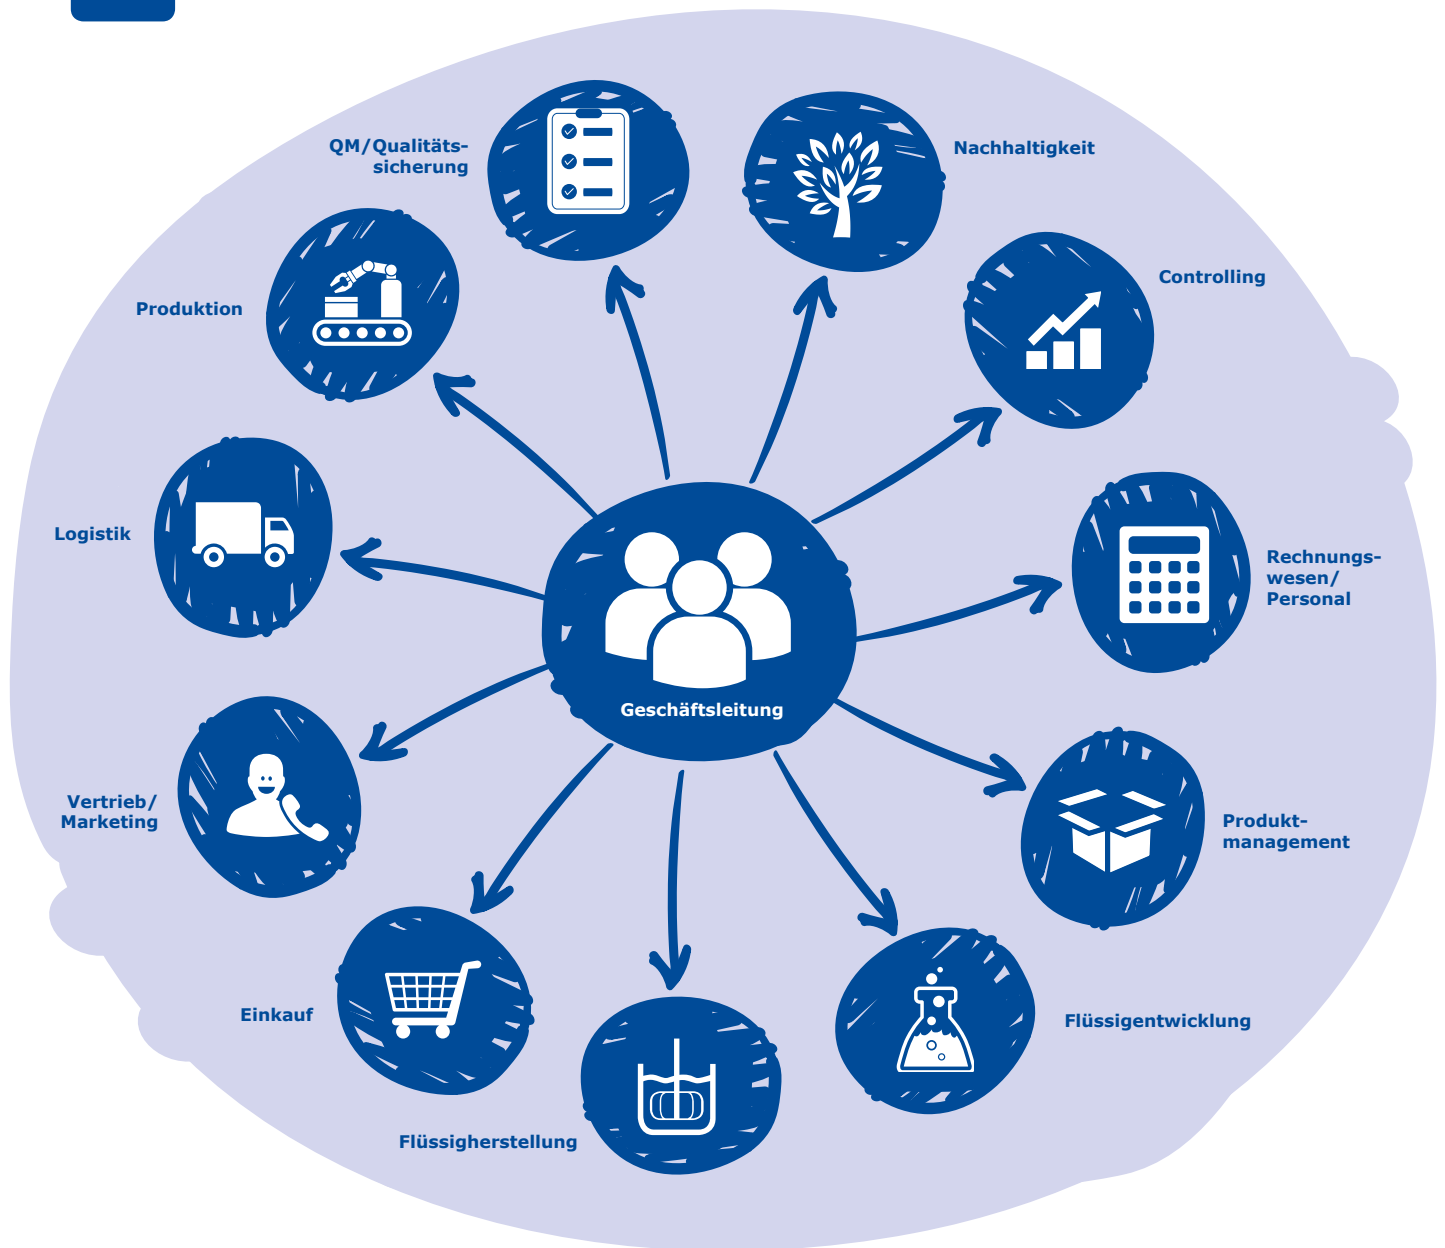 QM/Qualitäts-
sicherung
Nachhaltigkeit
Controlling
Produktion
Logistik
Rechnungs-
wesen/
Personal
Geschäftsleitung
Vertrieb/
Marketing
Produkt-
management
Einkauf
Flüssigentwicklung
Flüssigherstellung